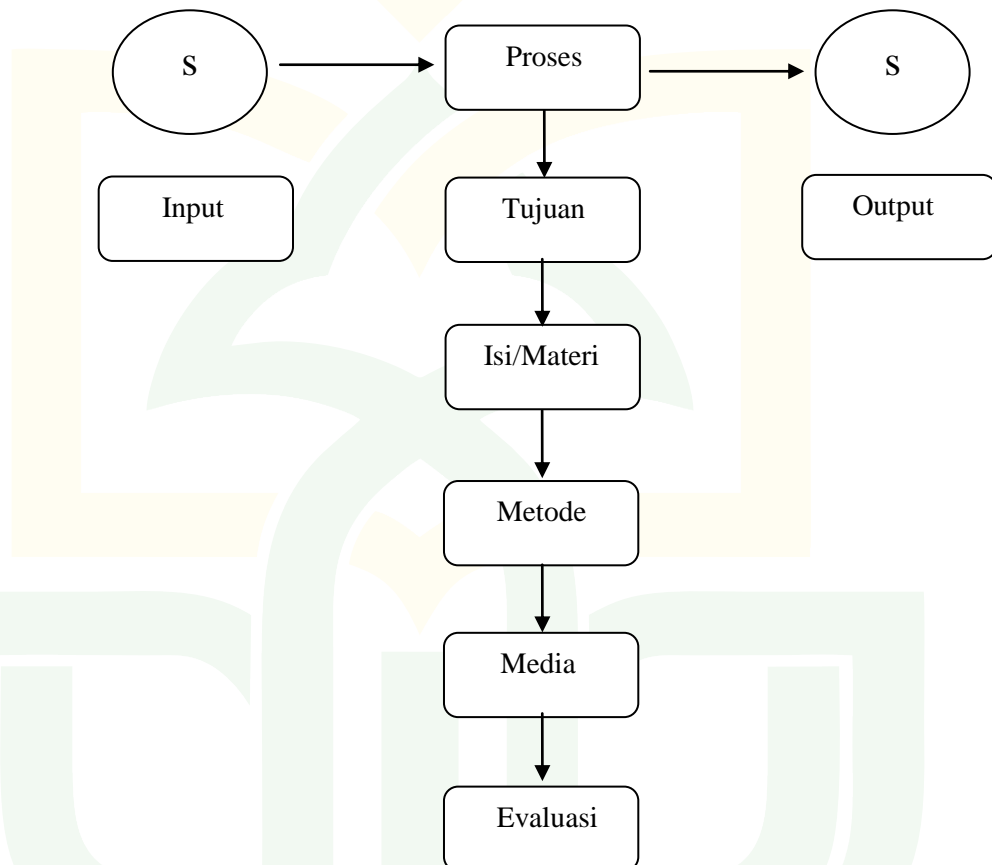 S
Proses
S
Input
Tujuan
Output
Isi/Materi
Metode
Media
Evaluasi